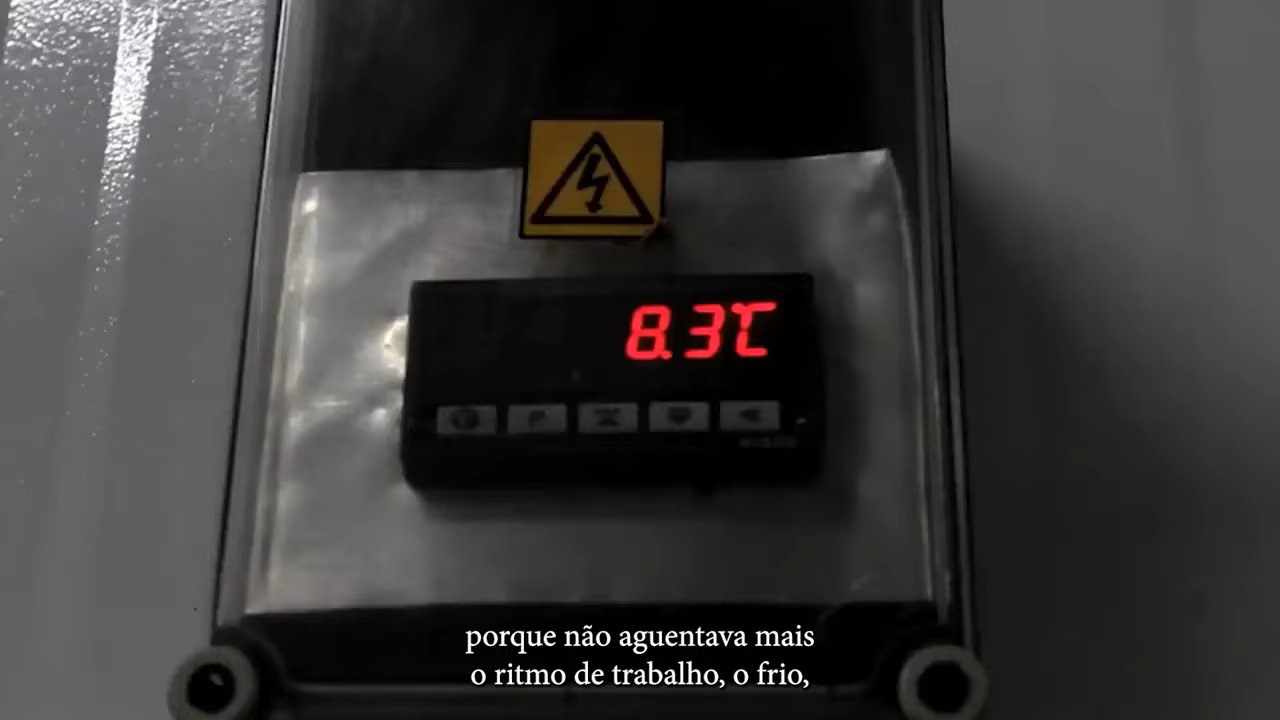 8.3℃
P
porque não aguentava mais
o ritmo de trabalho, o frio,